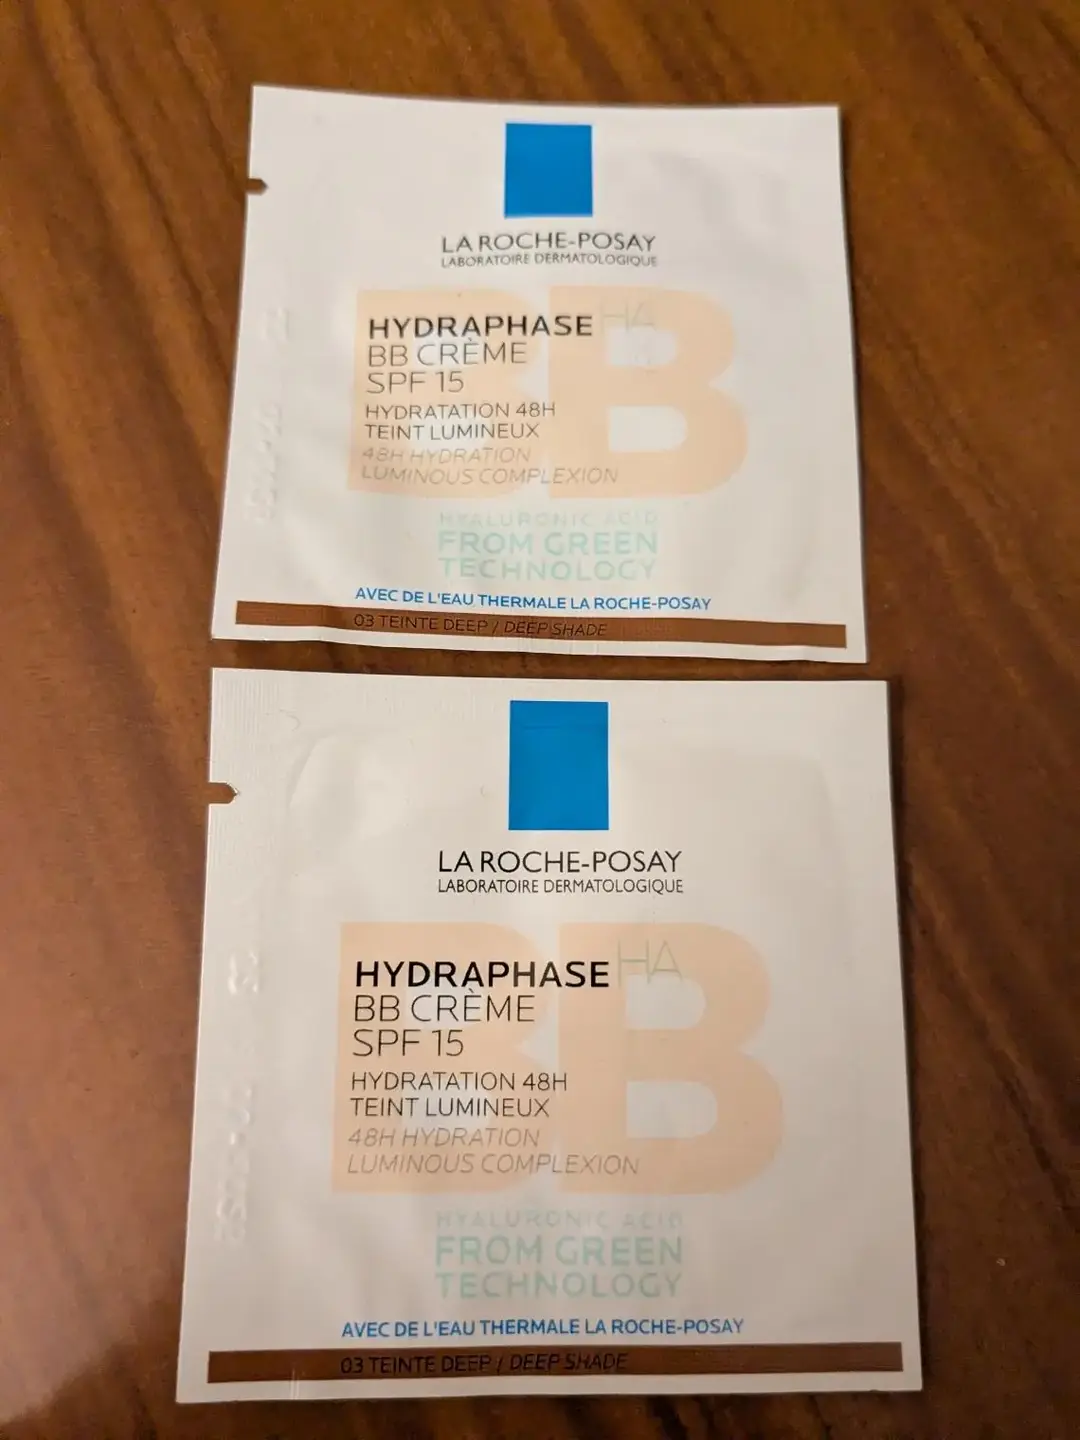 LA ROCHE-POSAY
LABORATOIRE DERMATOLOGIQUE
BB
HYDRAPHASE HA
BB CRÈME
SPF 15
HYDRATATION 48H
TEINT LUMINEUX
48H HYDRATION
LUMINOUS COMPLEXION
HYALURONIC ACID
FROM GREEN
TECHNOLOGY
AVEC DE L'EAU THERMALE LA ROCHE-POSAY
03 TEINTE DEEP / DEEP SHADE
LA ROCHE-POSAY
LABORATOIRE DERMATOLOGIQUE
BB
HYDRAPHASE HA
BB CRÈME
SPF 15
HYDRATATION 48H
TEINT LUMINEUX
48H HYDRATION
LUMINOUS COMPLEXION
HYALURONIC ACID
FROM GREEN
TECHNOLOGY
AVEC DE L'EAU THERMALE LA ROCHE-POSAY
03 TEINTE DEEP / DEEP SHADE